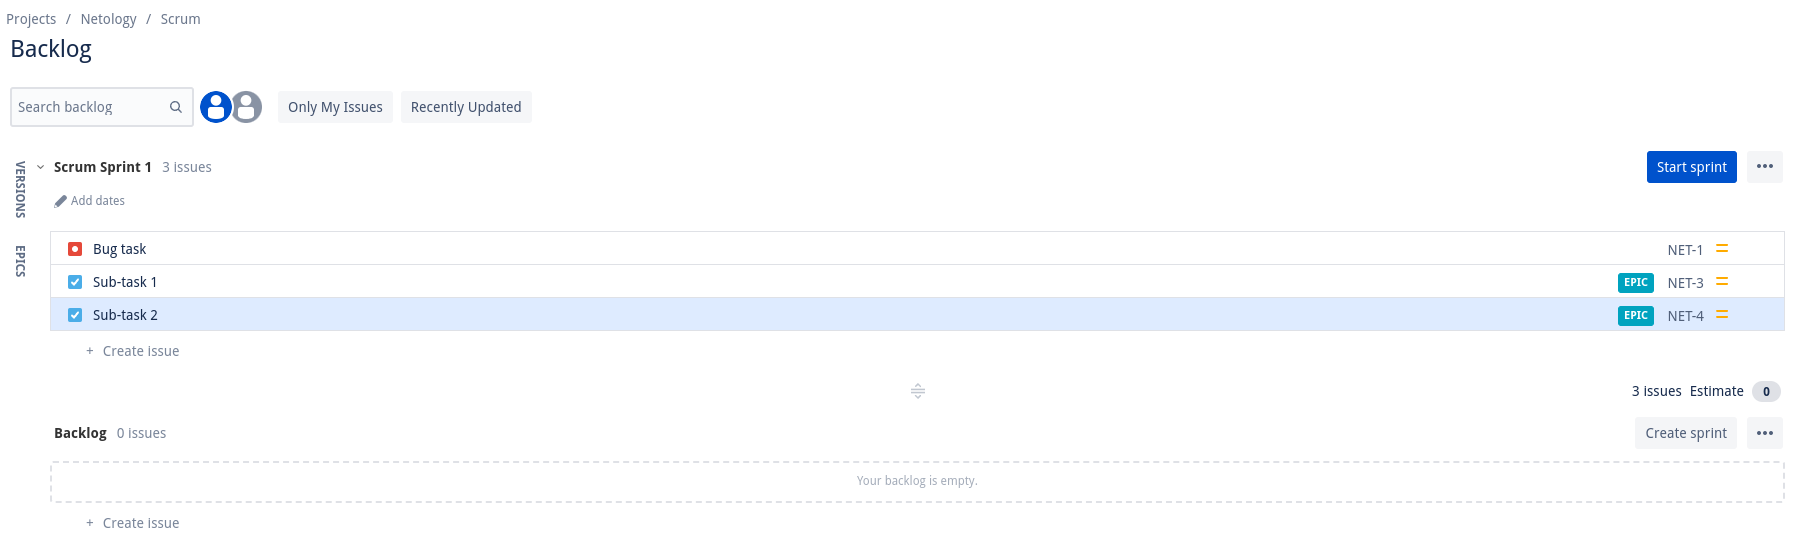 Projects / Netology / Scrum
Backlog
Search backlog Only My Issues Recently Updated
VERSIONS
EPICS
Scrum Sprint 1 3 issues Start sprint
Add dates
Bug task NET-1
Sub-task 1 EPIC NET-3
Sub-task 2 EPIC NET-4
+ Create issue
3 issues Estimate 0
Backlog 0 issues Create sprint
Your backlog is empty.
+ Create issue